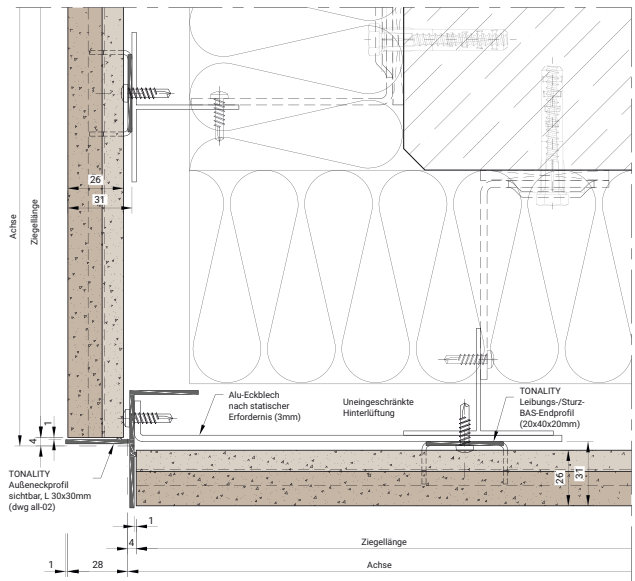 26
31
Achse
Ziegellänge
1
4
TONALITY
Außeneckprofil
sichtbar, L 30x30mm
(dwg all-02)
Alu-Eckblech
nach statischer
Erfordernis (3mm)
Uneingeschränkte
Hinterlüftung
TONALITY
Leibungs-/Sturz-
BAS-Endprofil
(20x40x20mm)
26
31
1
4
Ziegellänge
1
28
Achse